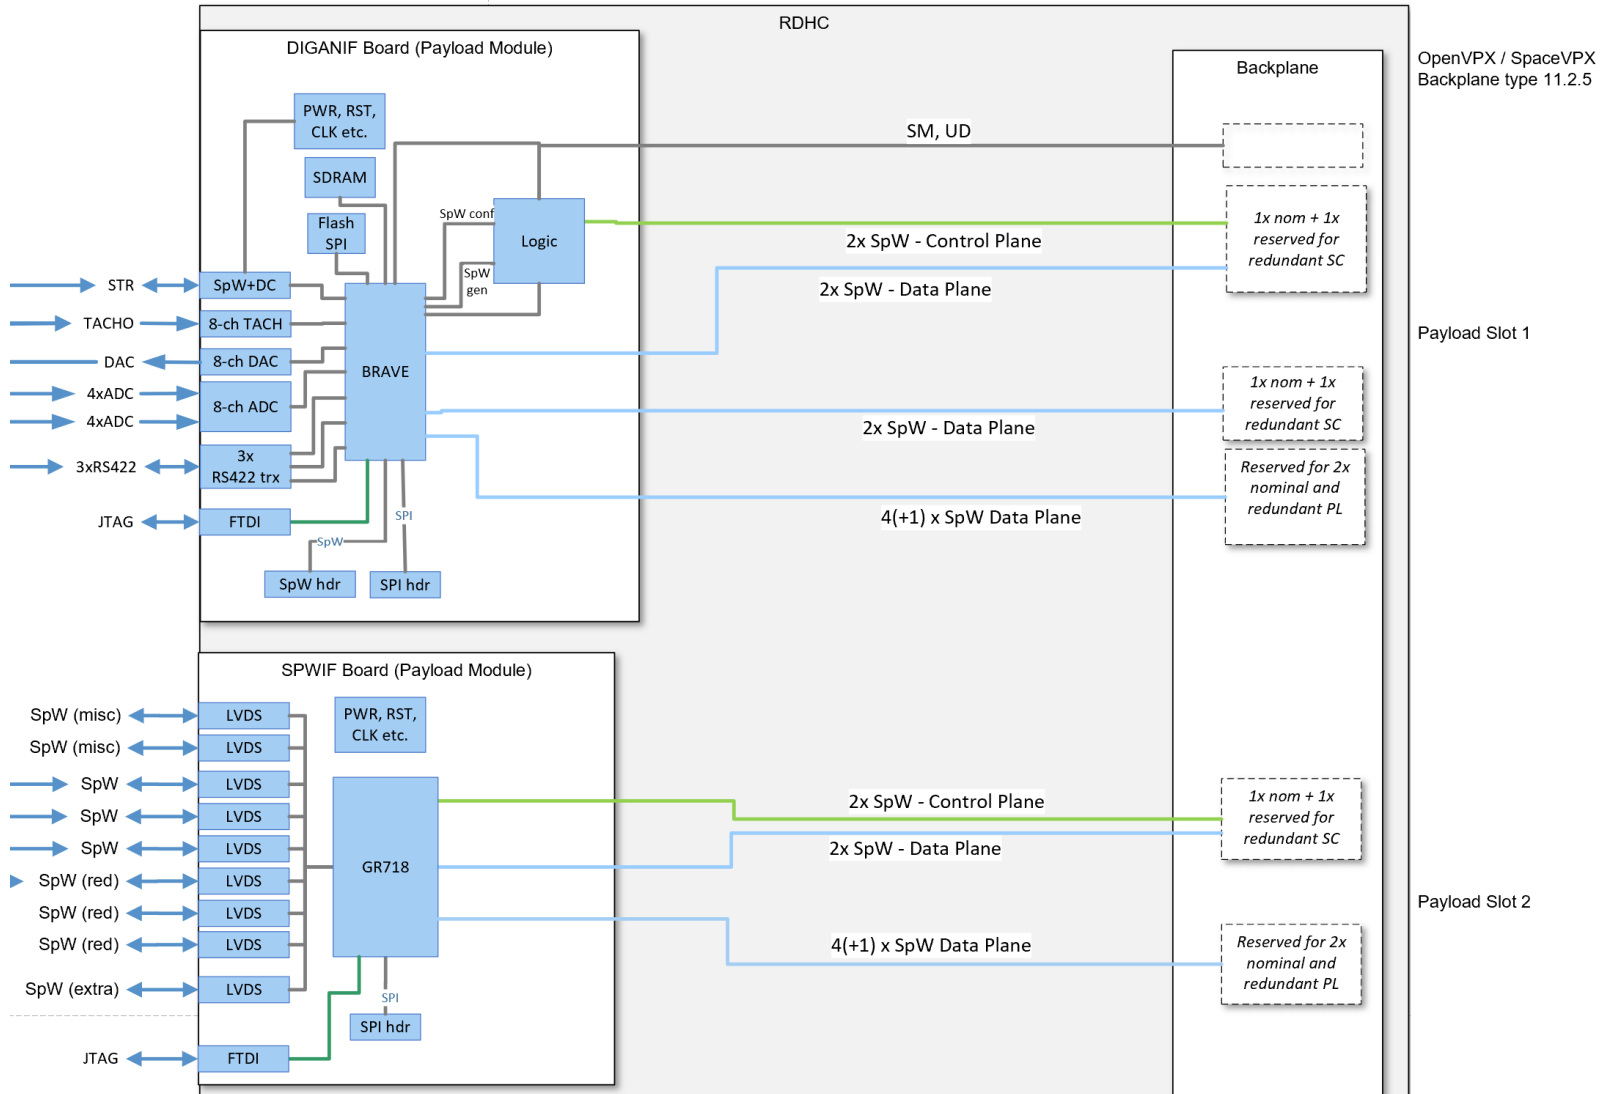 RDHC
DIGANIF Board (Payload Module)
OpenVPX / SpaceVPX
Backplane type 11.2.5
Backplane
PWR, RST,
CLK etc.
SM, UD
SDRAM
Flash
SPI
SpW conf
Logic
SpW
gen
1x nom + 1x
reserved for
redundant SC
2x SpW - Control Plane
2x SpW - Data Plane
STR
SpW+DC
TACHO
8-ch TACH
DAC
8-ch DAC
4xADC
4xADC
8-ch ADC
BRAVE
Payload Slot 1
1x nom + 1x
reserved for
redundant SC
2x SpW - Data Plane
3xRS422
3x
RS422 trx
Reserved for 2x
nominal and
redundant PL
4(+1) x SpW Data Plane
JTAG
FTDI
SPI
SpW
SpW hdr
SPI hdr
SPWIF Board (Payload Module)
PWR, RST,
CLK etc.
SpW (misc)
LVDS
SpW (misc)
LVDS
SpW
LVDS
SpW
LVDS
SpW
LVDS
SpW (red)
LVDS
SpW (red)
LVDS
SpW (red)
LVDS
SpW (extra)
LVDS
GR718
2x SpW - Control Plane
2x SpW - Data Plane
1x nom + 1x
reserved for
redundant SC
Payload Slot 2
4(+1) x SpW Data Plane
Reserved for 2x
nominal and
redundant PL
SPI
SPI hdr
JTAG
FTDI